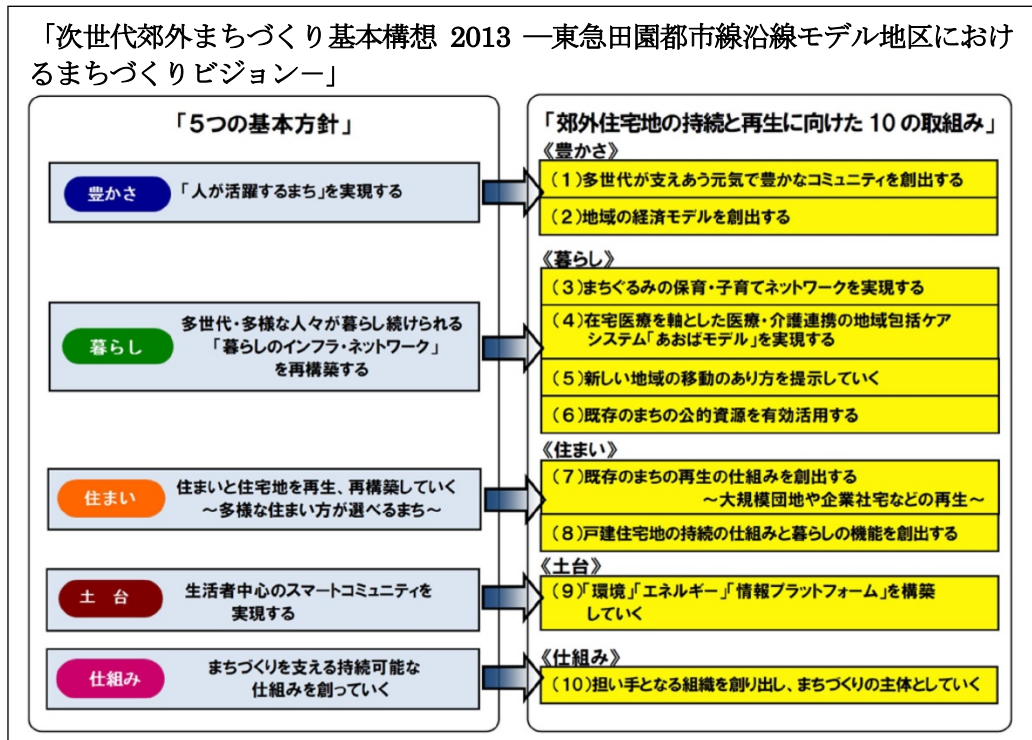 「次世代郊外まちづくり基本構想 2013 ―東急田園都市線沿線モデル地区におけ
るまちづくりビジョン－」
「5つの基本方針」
豊かさ
「人が活躍するまち」を実現する
暮らし
多世代・多様な人々が暮らし続けられる
「暮らしのインフラ・ネットワーク」
を再構築する
住まい
住まいと住宅地を再生、再構築していく
～多様な住まい方が選べるまち～
土 台
生活者中心のスマートコミュニティを
実現する
仕組み
まちづくりを支える持続可能な
仕組みを創っていく
「郊外住宅地の持続と再生に向けた 10 の取組み」
《豊かさ》
（1）多世代が支えあう元気で豊かなコミュニティを創出する
（2）地域の経済モデルを創出する
《暮らし》
（3）まちぐるみの保育・子育てネットワークを実現する
（4）在宅医療を軸とした医療・介護連携の地域包括ケア
システム「あおばモデル」を実現する
（5）新しい地域の移動のあり方を提示していく
（6）既存のまちの公的資源を有効活用する
《住まい》
（7）既存のまちの再生の仕組みを創出する
～大規模団地や企業社宅などの再生～
（8）戸建住宅地の持続の仕組みと暮らしの機能を創出する
《土台》
（9）「環境」「エネルギー」「情報プラットフォーム」を構築
していく
《仕組み》
（10）担い手となる組織を創り出し、まちづくりの主体としていく